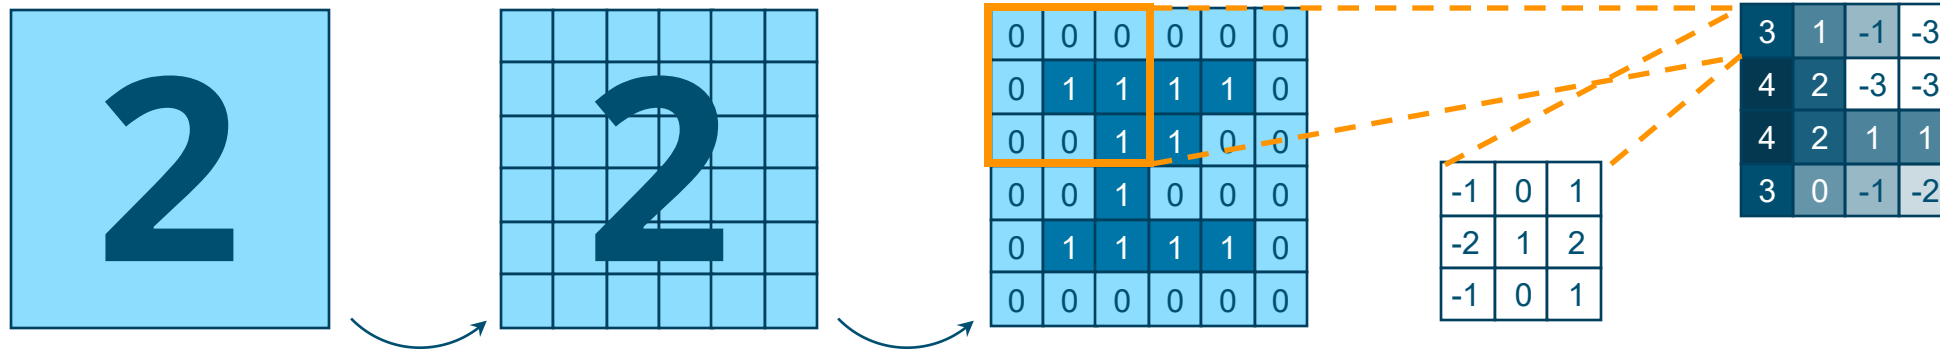 2
2
0 0 0 0 0 0
0 1 1 1 1 0
0 0 1 1 0 0
0 0 1 0 0 0
0 1 1 1 1 0
0 0 0 0 0 0
-1 0 1
-2 1 2
-1 0 1
3 1 -1 -3
4 2 -3 -3
4 2 1 1
3 0 -1 -2